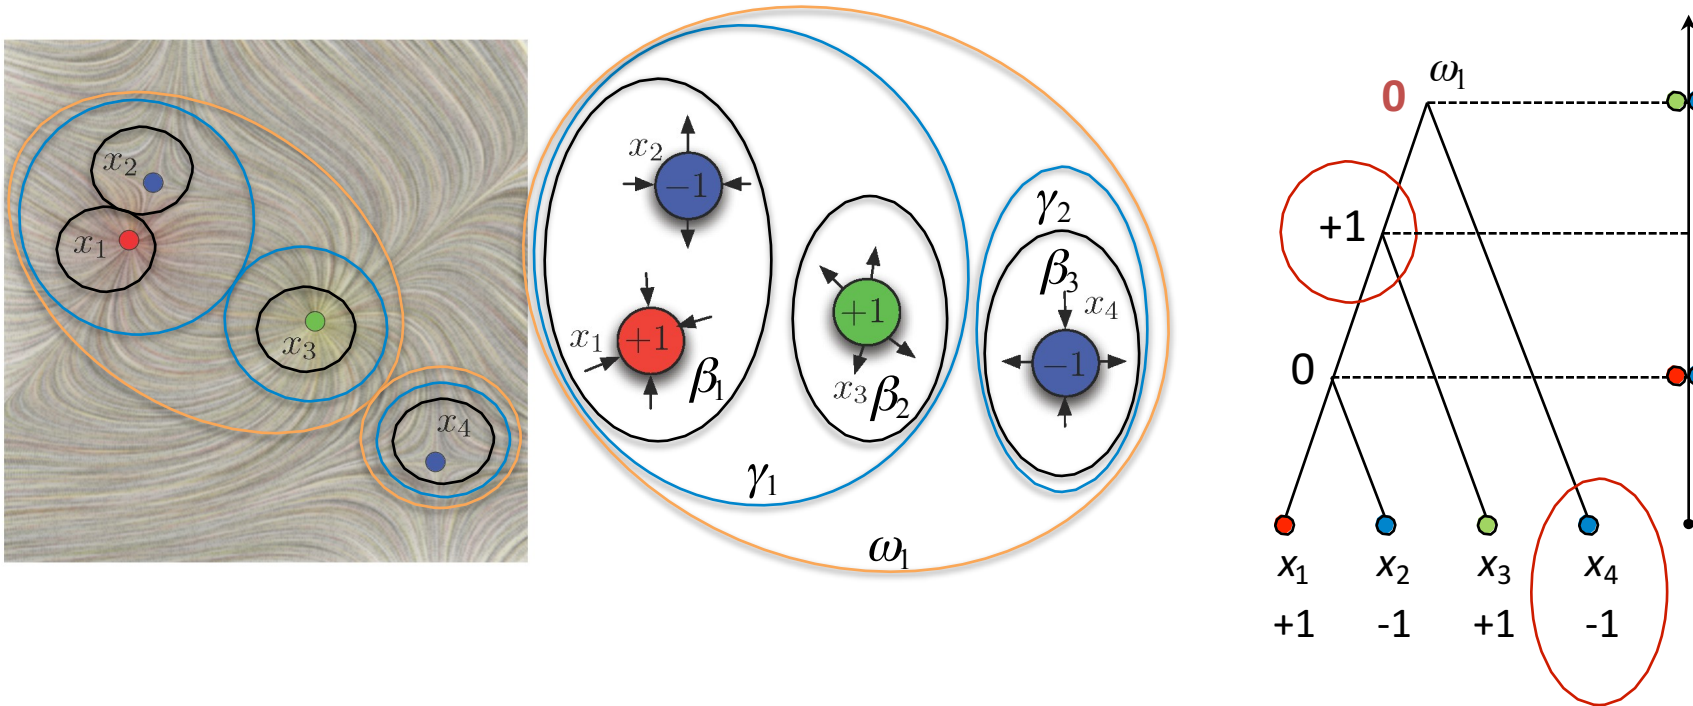 x₂
x₁
x₃
x₄
x₂
−1
x₁
+1
β₁
+1
x₃
β₂
γ₁
γ₂
β₃
x₄
−1
ω₁
0
ω₁
+1
0
x₁ x₂ x₃ x₄
+1 -1 +1 -1